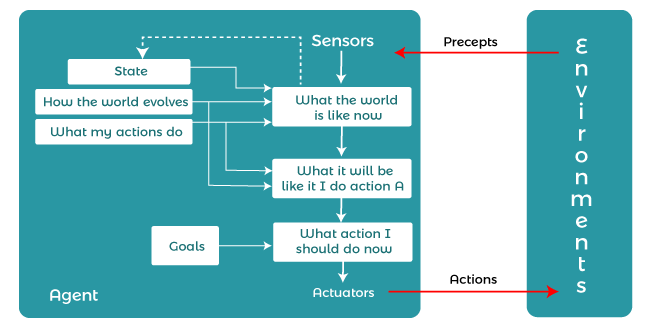 Sensors
Precepts
State
How the world evolves
What my actions do
What the world
is like now
What it will be
like it I do action A
Goals
What action I
should do now
Agent
Actuators
Actions
Environments